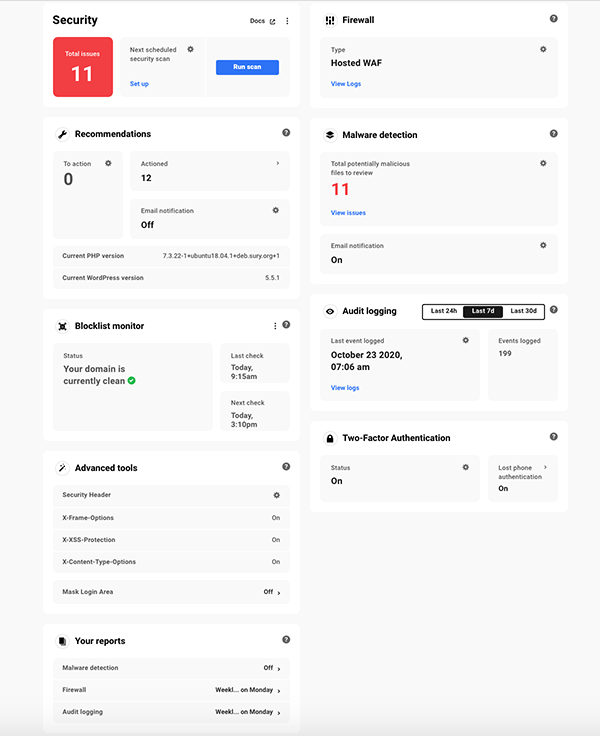 Security
Docs
Total issues
11
Next scheduled
security scan
Set up
Run scan
Recommendations
To action
0
Actioned
12
Email notification
Off
Current PHP version
7.3.22-1+ubuntu18.04.1+deb.sury.org+1
Current WordPress version
5.5.1
Blocklist monitor
Status
Your domain is
currently clean
Last check
Today,
9:15am
Next check
Today,
3:10pm
Advanced tools
Security Header
X-Frame-Options
On
X-XSS-Protection
On
X-Content-Type-Options
On
Mask Login Area
Off
Your reports
Malware detection
Off
Firewall
Weekl... on Monday
Audit logging
Weekl... on Monday
Firewall
Type
Hosted WAF
View Logs
Malware detection
Total potentially malicious
files to review
11
View issues
Email notification
On
Audit logging
Last 24h
Last 7d
Last 30d
Last event logged
October 23 2020,
07:06 am
View logs
Events logged
199
Two-Factor Authentication
Status
On
Lost phone
authentication
On